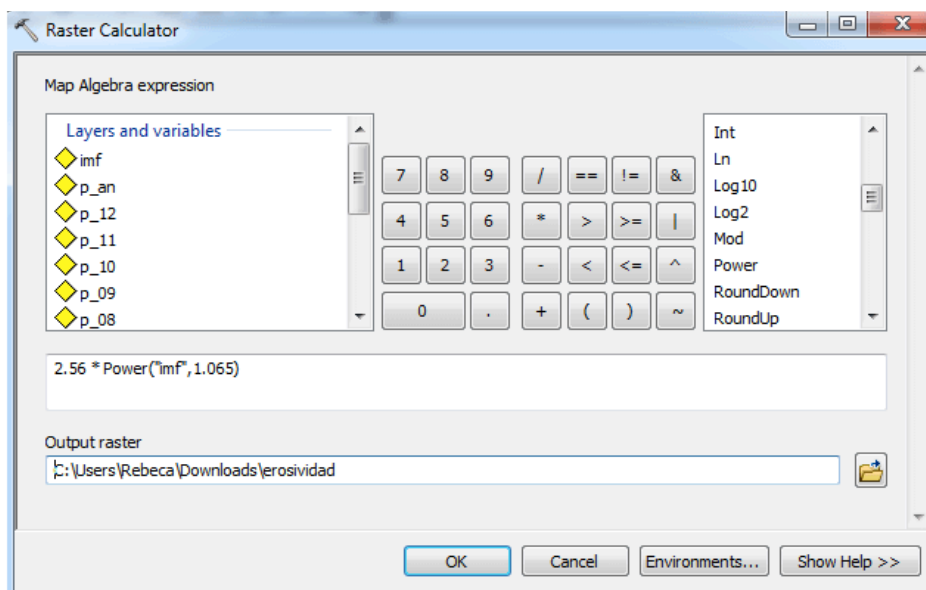 Raster Calculator
Map Algebra expression
Layers and variables
imf
p_an
p_12
p_11
p_10
p_09
p_08
7 8 9 / == != &
4 5 6 * > >= |
1 2 3 - < <= ^
0 . + ( ) ~
Int
Ln
Log10
Log2
Mod
Power
RoundDown
RoundUp
2.56 * Power("imf",1.065)
Output raster
C:\Users\Rebeca\Downloads\erosividad
OK Cancel Environments... Show Help >>